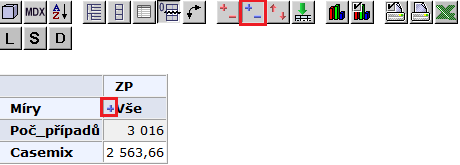 MDX A Z
L S D
ZP
Míry + Vše
Poč_případů 3 016
Casemix 2 563,66